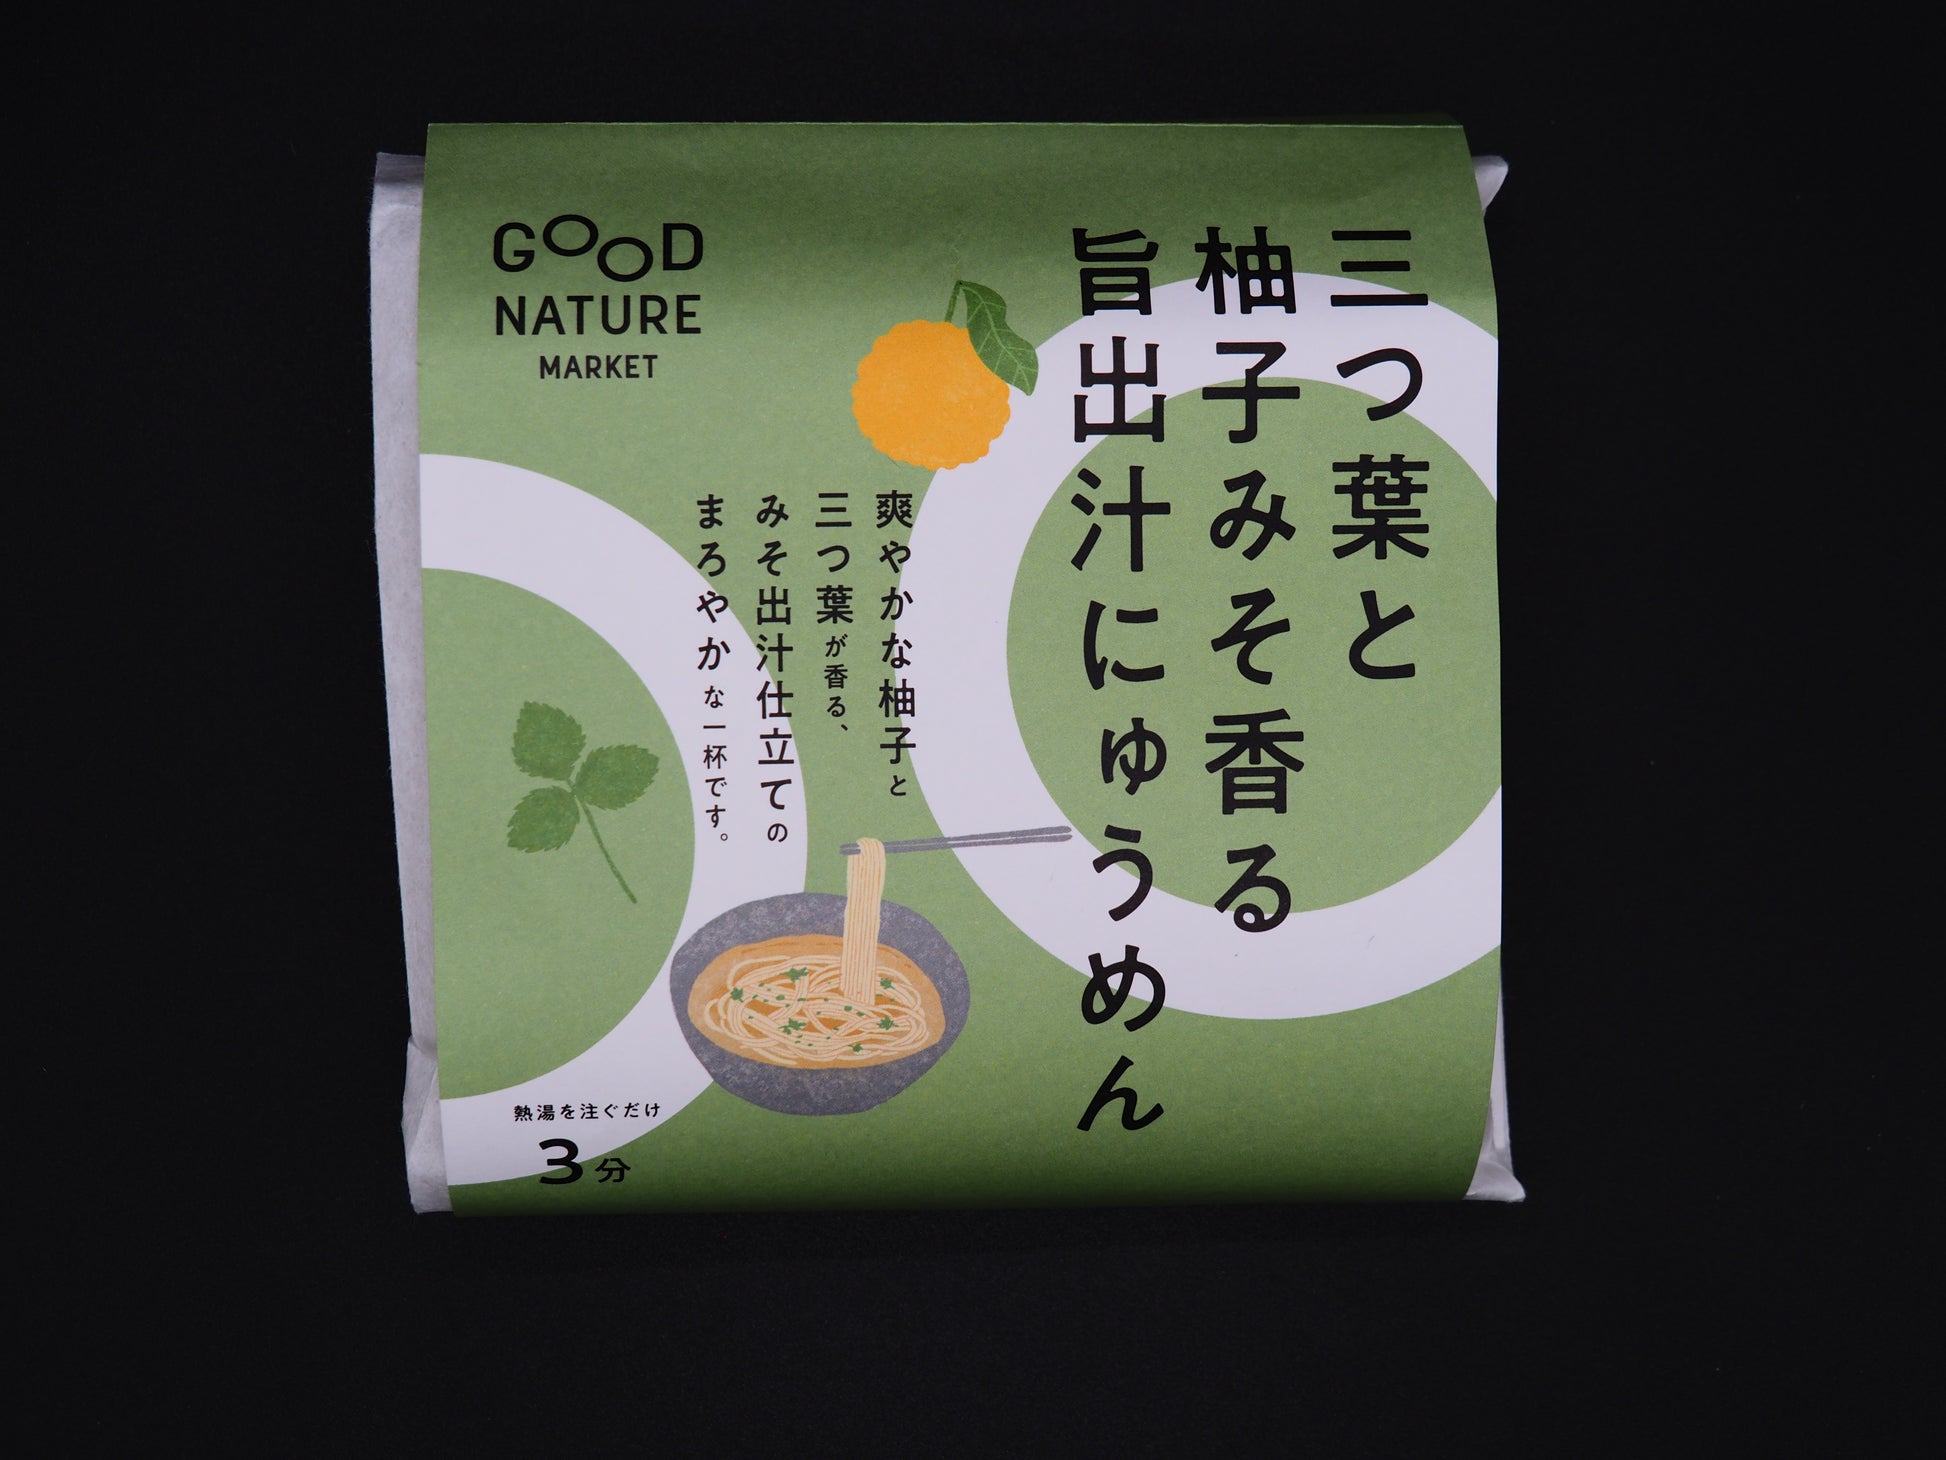 GOOD
NATURE
MARKET
三つ葉と
柚子みそ香る
旨出汁にゅうめん
爽やかな柚子と
三つ葉が香る、
みそ出汁仕立ての
まろやかな一杯です。
熱湯を注ぐだけ
3分